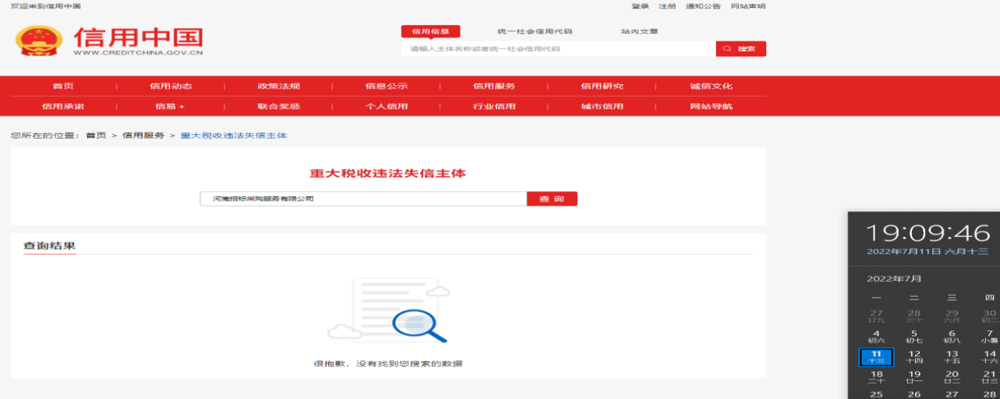 欢迎来到信用中国
登录 注册 通知公告 网站声明
信用中国
WWW.CREDITCHINA.GOV.CN
信用信息 统一社会信用代码 站内文章
请输入主体名称或者统一社会信用代码 搜索
首页 | 信用动态 | 政策法规 | 信息公示 | 信用服务 | 信用研究 | 诚信文化
信用承诺 | 信易+ | 联合奖惩 | 个人信用 | 行业信用 | 城市信用 | 网站导航
您所在的位置：首页 > 信用服务 > 重大税收违法失信主体
重大税收违法失信主体
河南招标采购服务有限公司 查询
查询结果
很抱歉，没有找到您搜索的数据
19:09:46
2022年7月11日 六月十三
2022年7月
一 二 三 四
27 28 29 30
廿九 三十 六月 初二
4 5 6 7
初六 初七 初八 小暑
11 12 13 14
十三 十四 十五 十六
18 19 20 21
二十 廿一 廿二 廿三
25 26 27 28